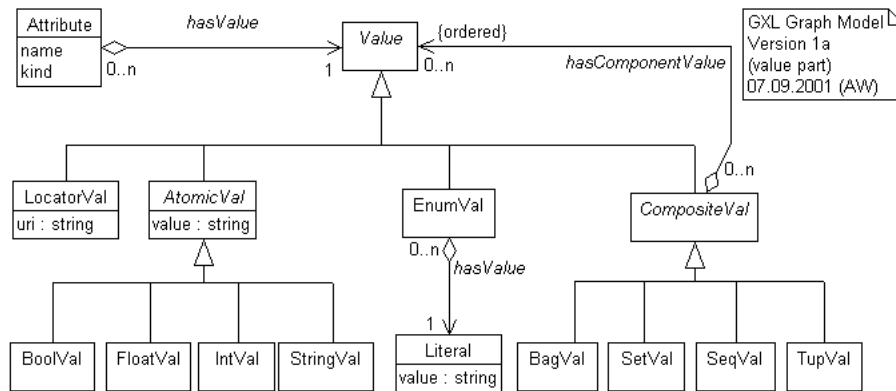 Attribute
name
kind
hasValue
0..n
1
Value
{ordered}
0..n
hasComponentValue
GXL Graph Model
Version 1a
(value part)
07.09.2001 (AW)
0..n
LocatorVal
uri : string
AtomicVal
value : string
EnumVal
CompositeVal
0..n
hasValue
1
BoolVal
FloatVal
IntVal
StringVal
Literal
value : string
BagVal
SetVal
SeqVal
TupVal